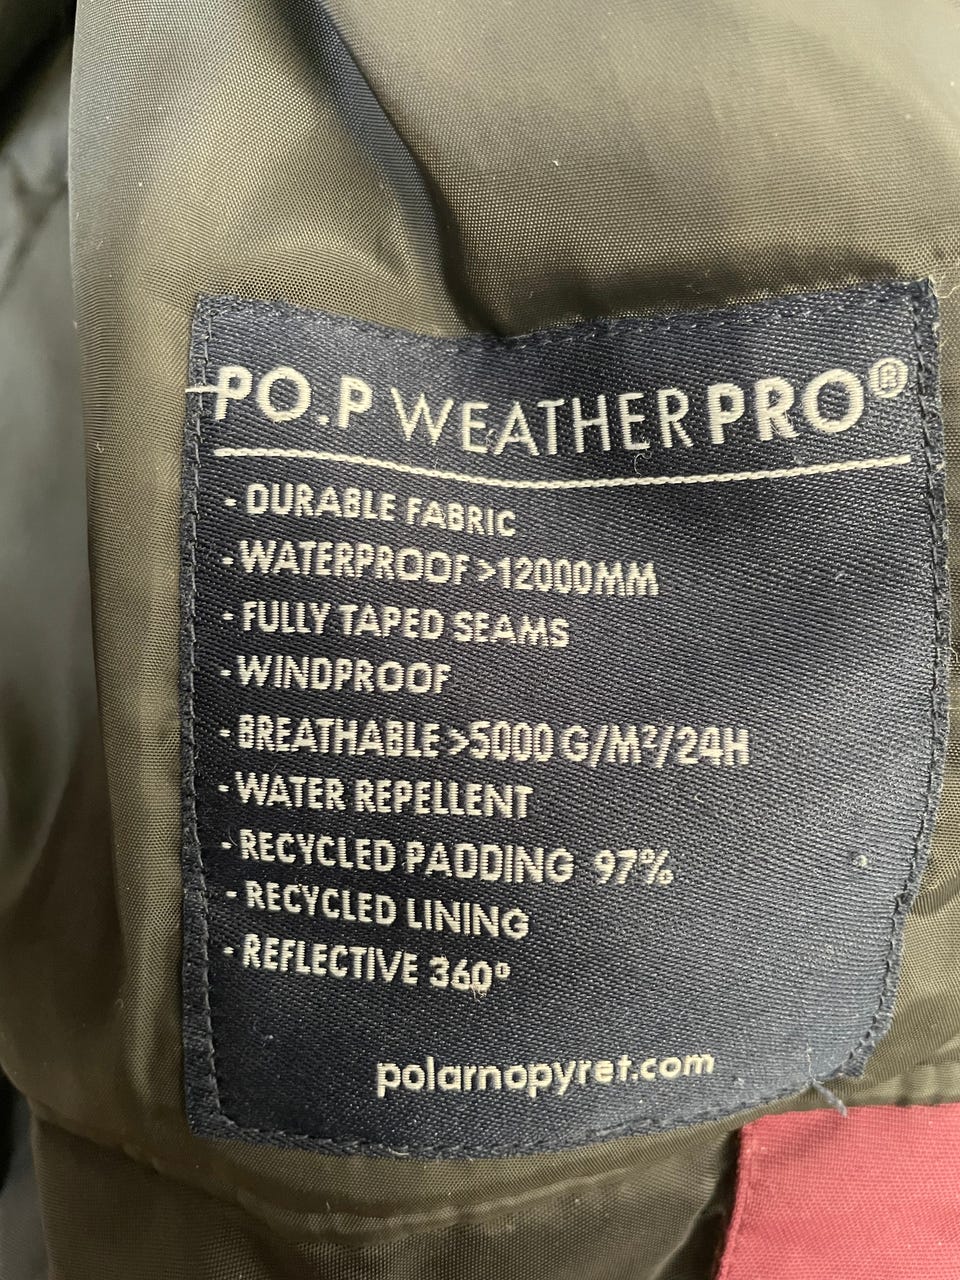 PO.P WEATHERPRO®
- DURABLE FABRIC
- WATERPROOF >12000MM
- FULLY TAPED SEAMS
- WINDPROOF
- BREATHABLE >5000 G/M²/24H
- WATER REPELLENT
- RECYCLED PADDING 97%
- RECYCLED LINING
- REFLECTIVE 360°
polarnopyret.com